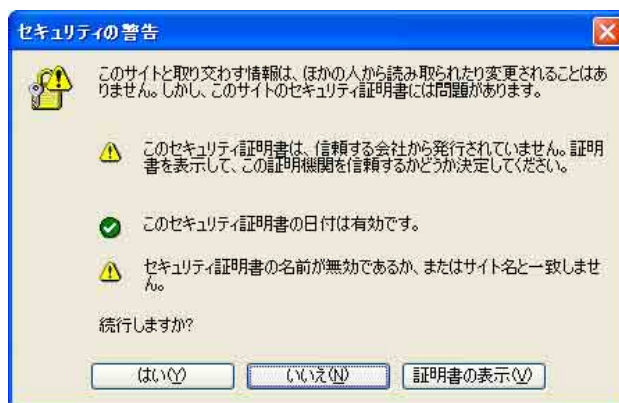 セキュリティの警告
このサイトと取り交わす情報は、ほかの人から読み取られたり変更されることはあ
りません。しかし、このサイトのセキュリティ証明書には問題があります。
このセキュリティ証明書は、信頼する会社から発行されていません。証明
書を表示して、この証明機関を信頼するかどうか決定してください。
このセキュリティ証明書の日付は有効です。
セキュリティ証明書の名前が無効であるか、またはサイト名と一致しませ
ん。
続行しますか?
はい(Y) いいえ(N) 証明書の表示(V)